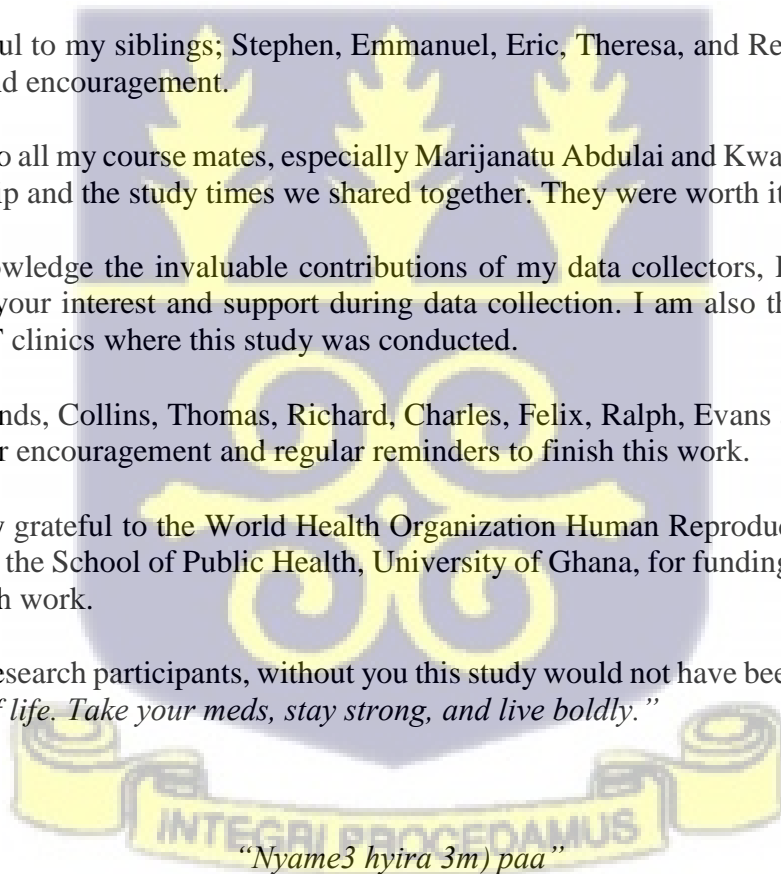 ul to my siblings; Stephen, Emmanuel, Eric, Theresa, and Re
d encouragement.
o all my course mates, especially Marijanatu Abdulai and Kwa
ip and the study times we shared together. They were worth it
owledge the invaluable contributions of my data collectors,
your interest and support during data collection. I am also th
clinics where this study was conducted.
nds, Collins, Thomas, Richard, Charles, Felix, Ralph, Evans
r encouragement and regular reminders to finish this work.
y grateful to the World Health Organization Human Reproduc
the School of Public Health, University of Ghana, for funding
h work.
esearch participants, without you this study would not have bee
f life. Take your meds, stay strong, and live boldly.”
INTEGRI PROCEDAMUS
“Nyame3 hyira 3m) paa”